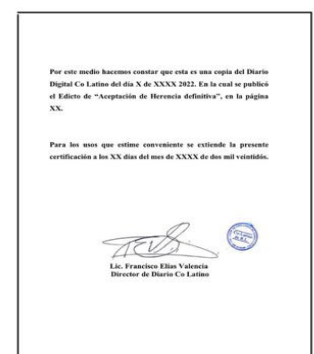 Por este medio hacemos constar que esta es una copia del Diario
Digital Co Latino del día X de XXXX 2022. En la cual se publicó
el Edicto de “Aceptación de Herencia definitiva”, en la página
XX.
Para los usos que estime conveniente se extiende la presente
certificación a los XX días del mes de XXXX de dos mil veintidós.
Lic. Francisco Elías Valencia
Director de Diario Co Latino